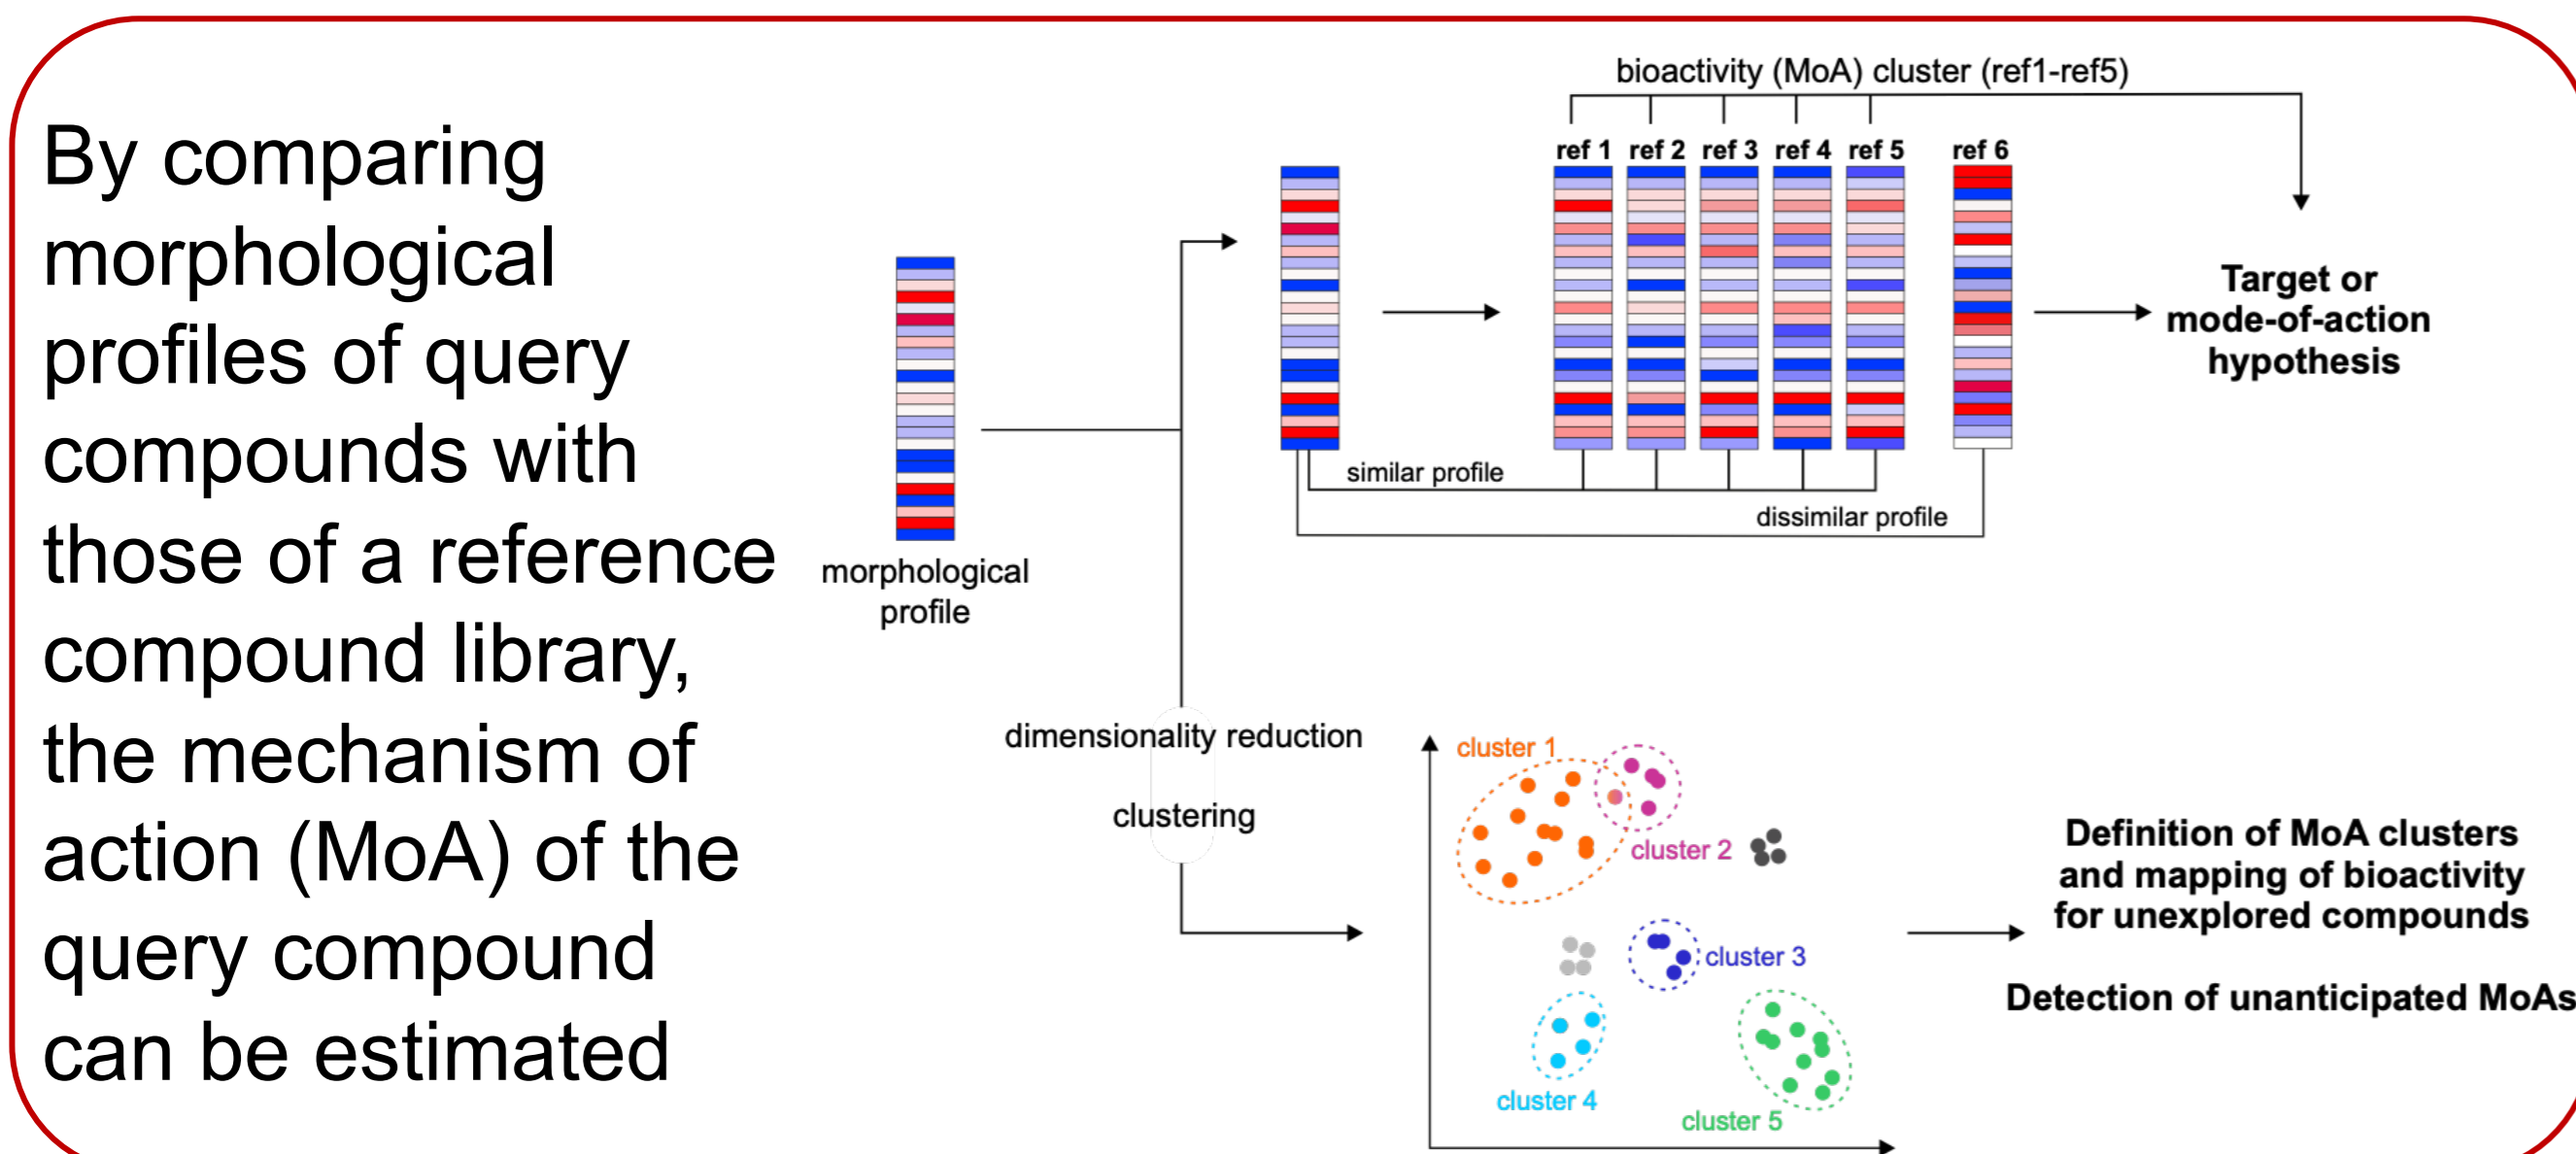 By comparing
morphological
profiles of query
compounds with
those of a reference
compound library,
the mechanism of
action (MoA) of the
query compound
can be estimated
morphological
profile
bioactivity (MoA) cluster (ref1-ref5)
ref 1 ref 2 ref 3 ref 4 ref 5 ref 6
similar profile
dissimilar profile
Target or
mode-of-action
hypothesis
dimensionality reduction
clustering
cluster 1
cluster 2
cluster 3
cluster 4
cluster 5
Definition of MoA clusters
and mapping of bioactivity
for unexplored compounds
Detection of unanticipated MoAs